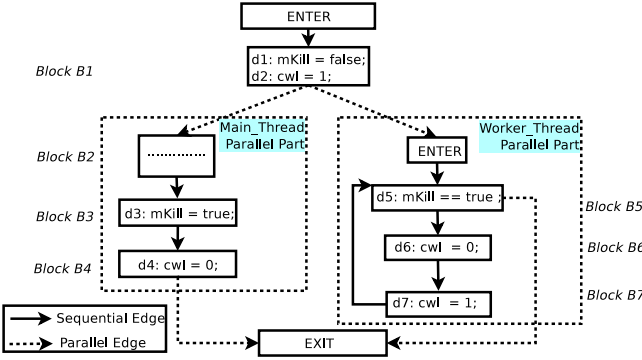 ENTER
Block B1
d1: mKill = false;
d2: cwl = 1;
Main_Thread
Parallel Part
Worker_Thread
Parallel Part
Block B2
ENTER
Block B3
d3: mKill = true;
d5: mKill == true ;
Block B5
Block B4
d4: cwl = 0;
d6: cwl = 0;
Block B6
d7: cwl = 1;
Block B7
Sequential Edge
Parallel Edge
EXIT